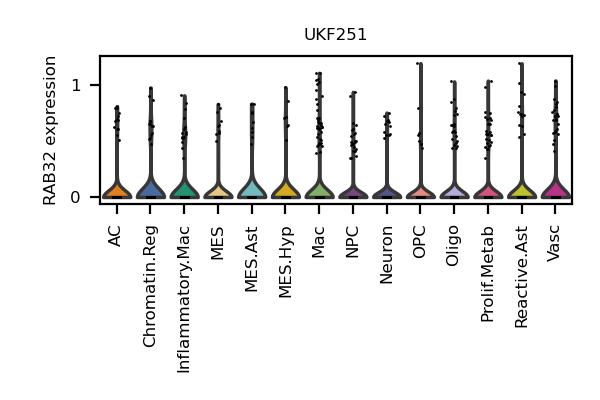 UKF251
RAB32 expression
1
0
AC
Chromatin.Reg
Inflammatory.Mac
MES
MES.Ast
MES.Hyp
Mac
NPC
Neuron
OPC
Oligo
Prolif.Metab
Reactive.Ast
Vasc